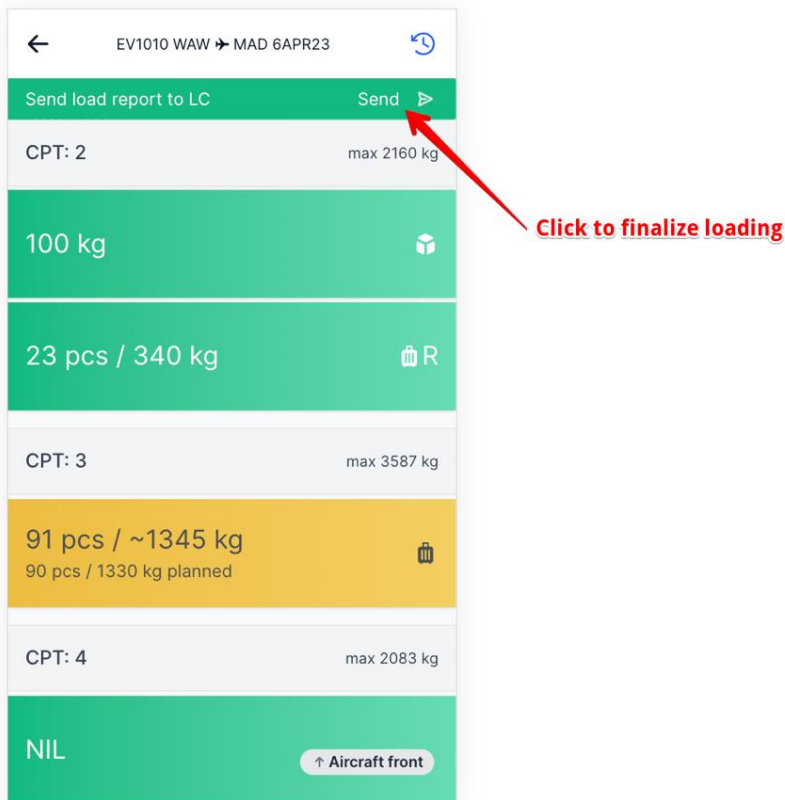 EV1010 WAW ✈ MAD 6APR23
Send load report to LC Send
CPT: 2 max 2160 kg
100 kg
23 pcs / 340 kg R
CPT: 3 max 3587 kg
91 pcs / ~1345 kg
90 pcs / 1330 kg planned
CPT: 4 max 2083 kg
NIL
↑ Aircraft front
Click to finalize loading